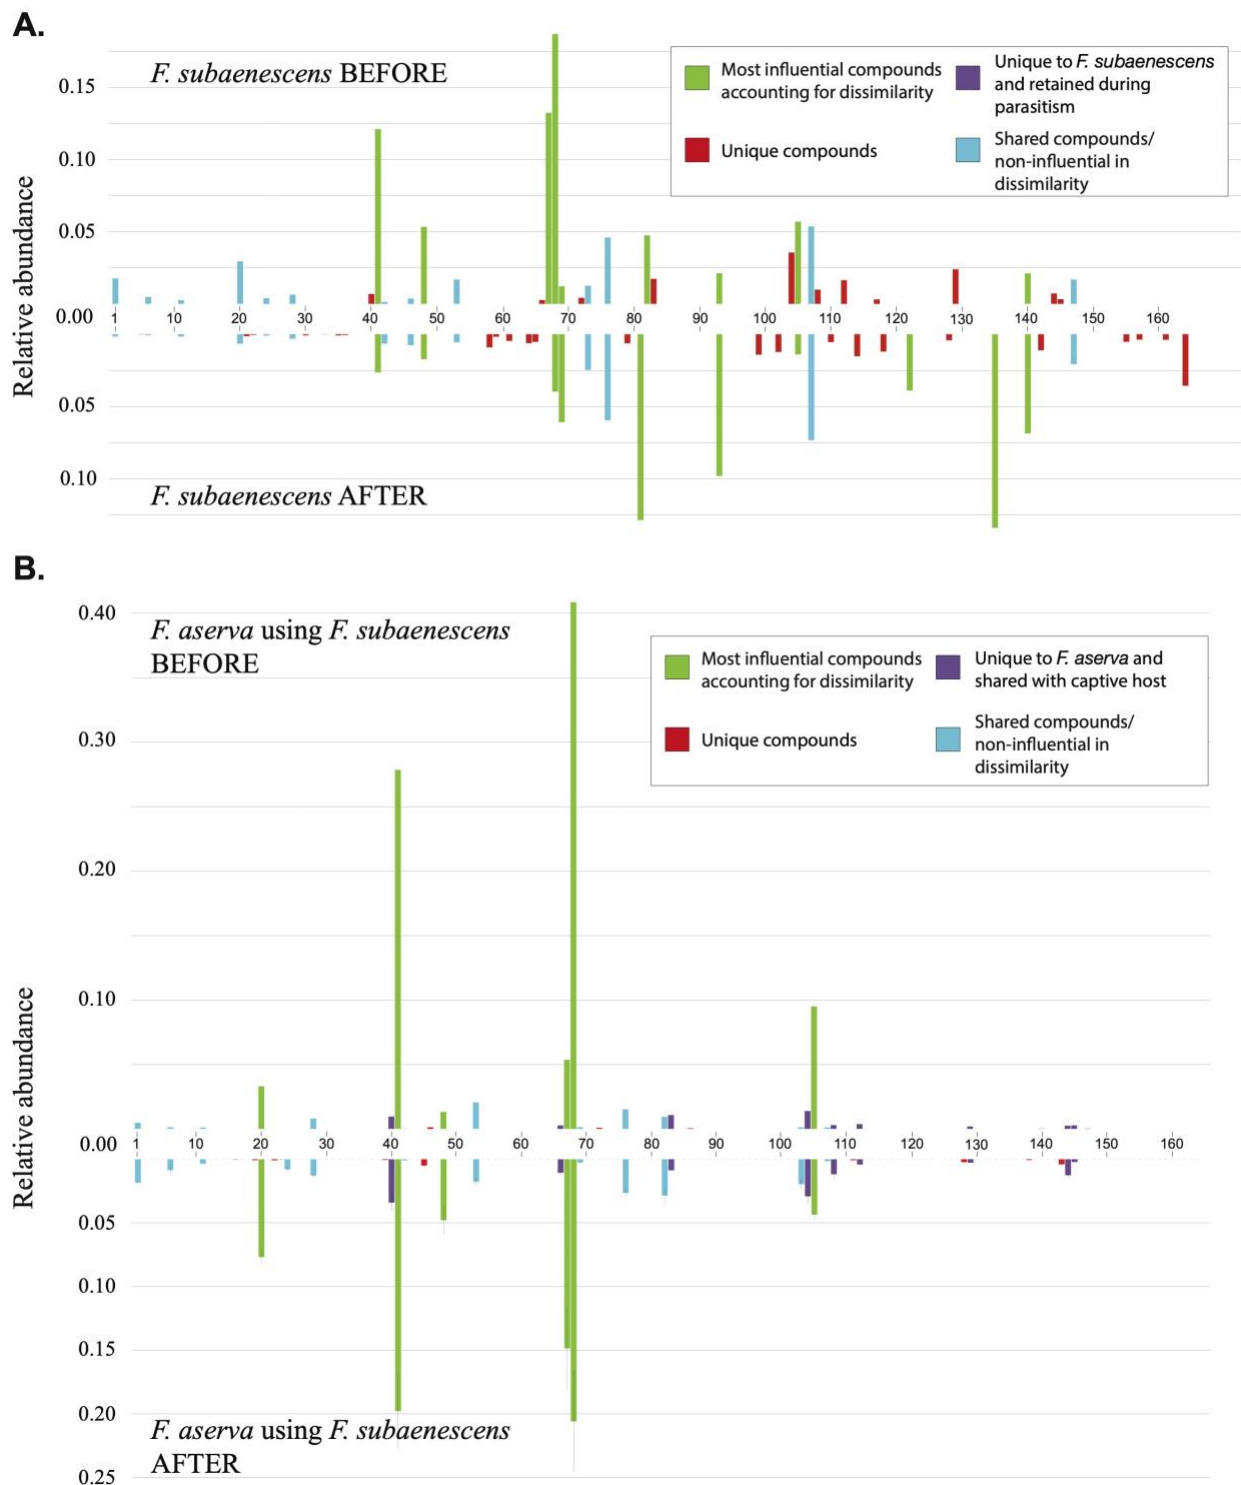 A.
F. subaenescens BEFORE
Most influential compounds
accounting for dissimilarity
Unique compounds
Unique to F. subaenescens
and retained during
parasitism
Shared compounds/
non-influential in
dissimilarity
Relative abundance
0.15
0.10
0.05
0.00
1 10 20 30 40 50 60 70 80 90 100 110 120 130 140 150 160
Relative abundance
0.05
0.10
F. subaenescens AFTER
B.
F. aserva using F. subaenescens
BEFORE
Most influential compounds
accounting for dissimilarity
Unique compounds
Unique to F. aserva and
shared with captive host
Shared compounds/
non-influential in
dissimilarity
0.40
0.30
0.20
0.10
0.00
1 10 20 30 40 50 60 70 80 90 100 110 120 130 140 150 160
Relative abundance
0.05
0.10
0.15
0.20
0.25
F. aserva using F. subaenescens
AFTER